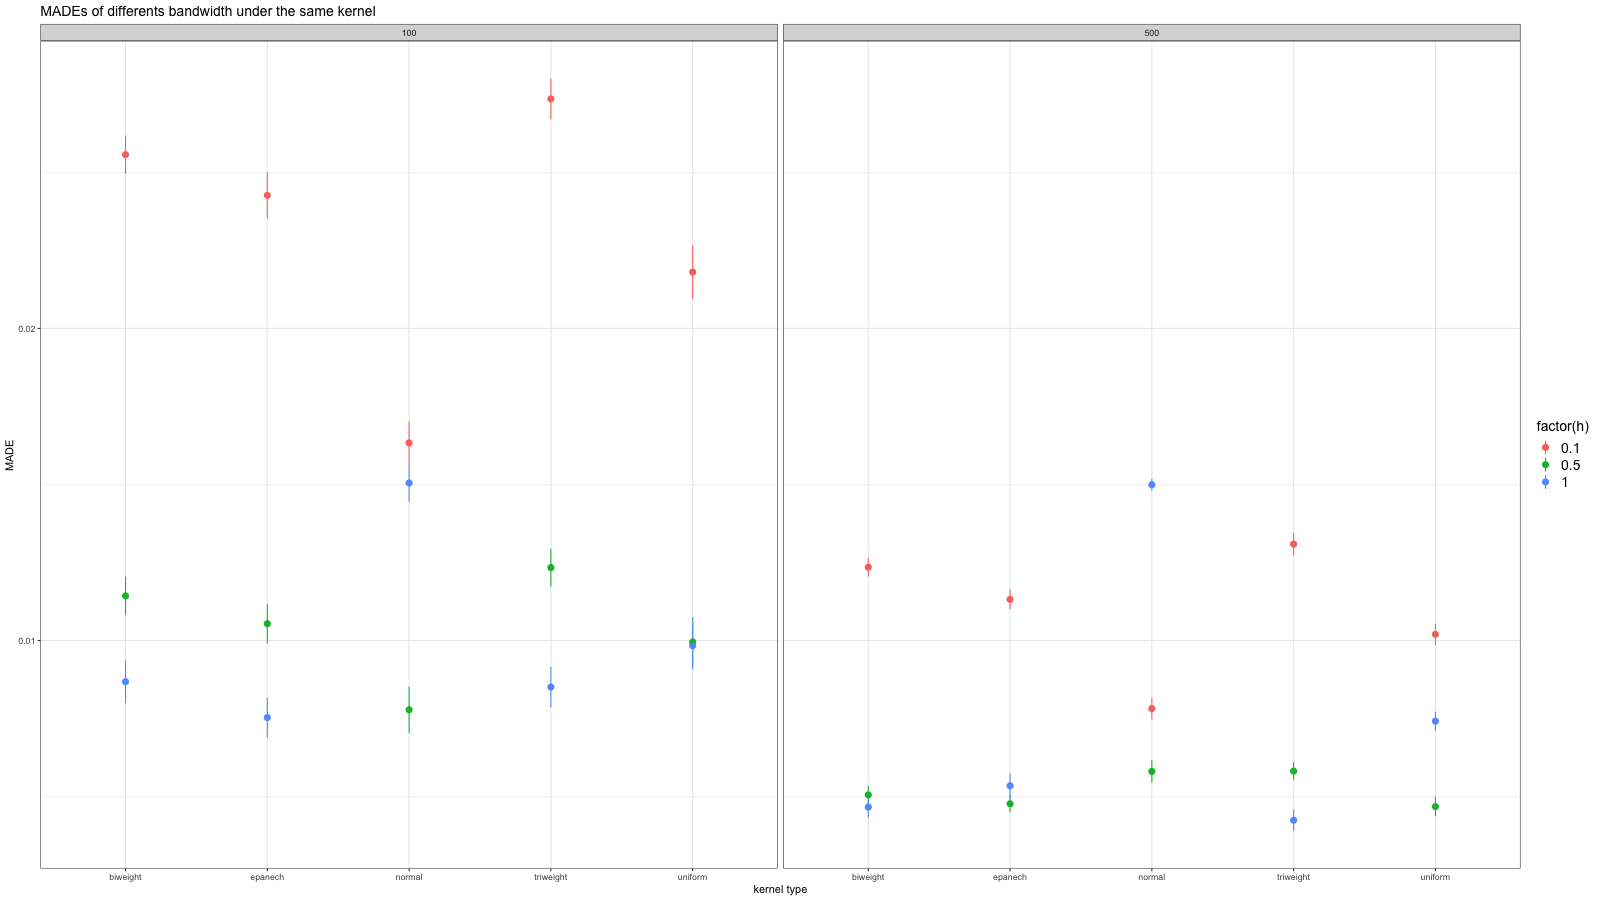 MADEs of differents bandwidth under the same kernel
100
500
0.02
0.01
MADE
biweight
epanech
normal
triweight
uniform
biweight
epanech
normal
triweight
uniform
kernel type
factor(h)
0.1
0.5
1